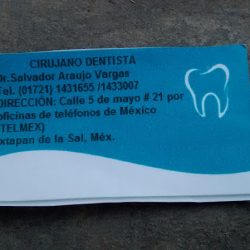 CIRUJANO DENTISTA
Dr.Salvador Araujo Vargas
Tel. (01721) 1431655 /1433007
DIRECCIÓN: Calle 5 de mayo # 21 por
oficinas de teléfonos de México
(TELMEX)
Ixtapan de la Sal, Méx.